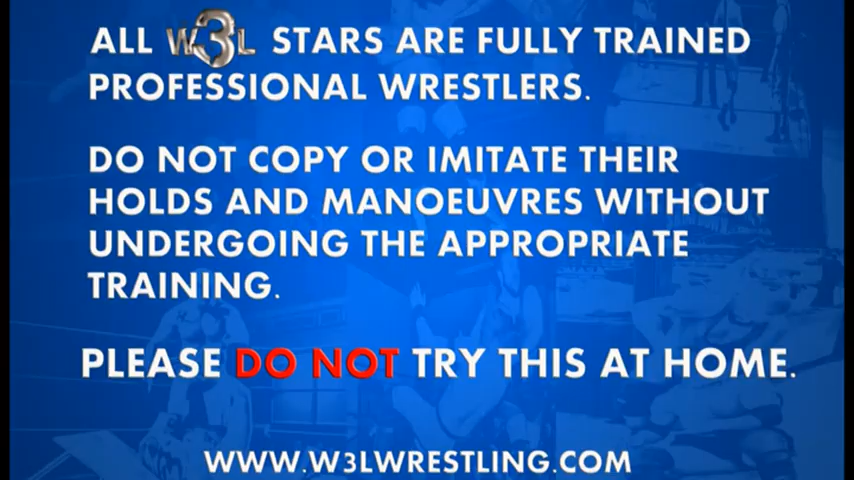 ALL W3L STARS ARE FULLY TRAINED
PROFESSIONAL WRESTLERS.
DO NOT COPY OR IMITATE THEIR
HOLDS AND MANOEUVRES WITHOUT
UNDERGOING THE APPROPRIATE
TRAINING.
PLEASE DO NOT TRY THIS AT HOME.
WWW.W3LWRESTLING.COM